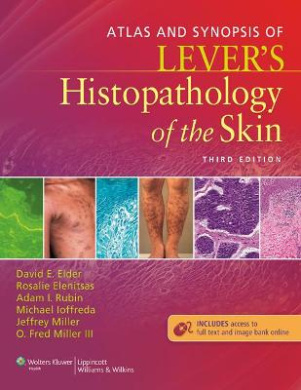 ATLAS AND SYNOPSIS OF
LEVER'S
Histopathology
of the Skin
THIRD EDITION
David E. Elder
Rosalie Elenitsas
Adam I. Rubin
Michael Ioffreda
Jeffrey Miller
O. Fred Miller III
INCLUDES access to
full text and image bank online
Wolters Kluwer
Health
Lippincott
Williams & Wilkins